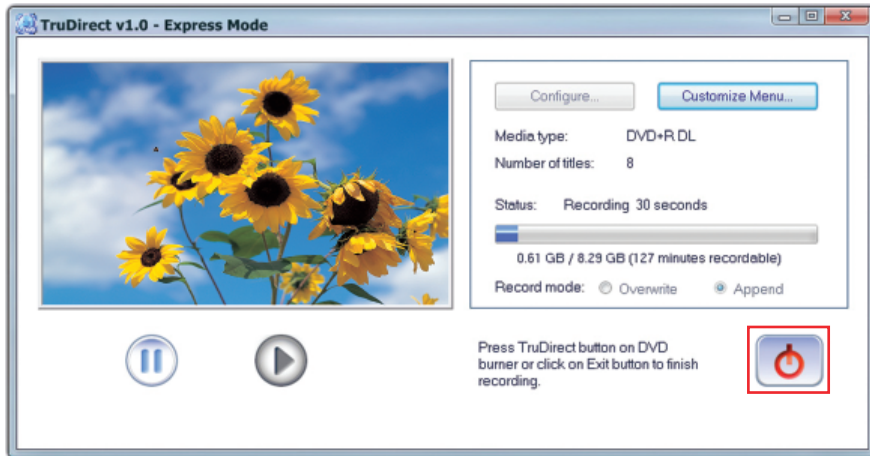 TruDirect v1.0 - Express Mode
Configure...
Customize Menu...
Media type: DVD+R DL
Number of titles: 8
Status: Recording 30 seconds
0.61 GB / 8.29 GB (127 minutes recordable)
Record mode: Overwrite Append
Press TruDirect button on DVD
burner or click on Exit button to finish
recording.